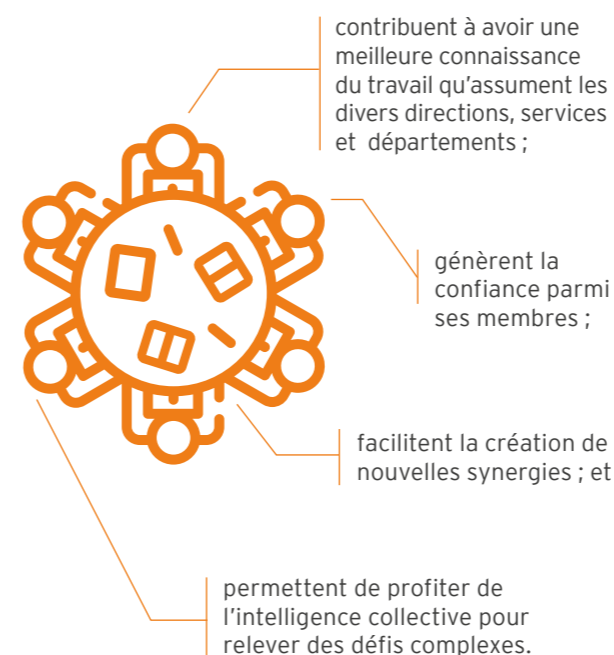 contribuent à avoir une
meilleure connaissance
du travail qu'assument les
divers directions, services
et départements ;
génèrent la
confiance parmi
ses membres ;
facilitent la création de
nouvelles synergies ; et
permettent de profiter de
l'intelligence collective pour
relever des défis complexes.